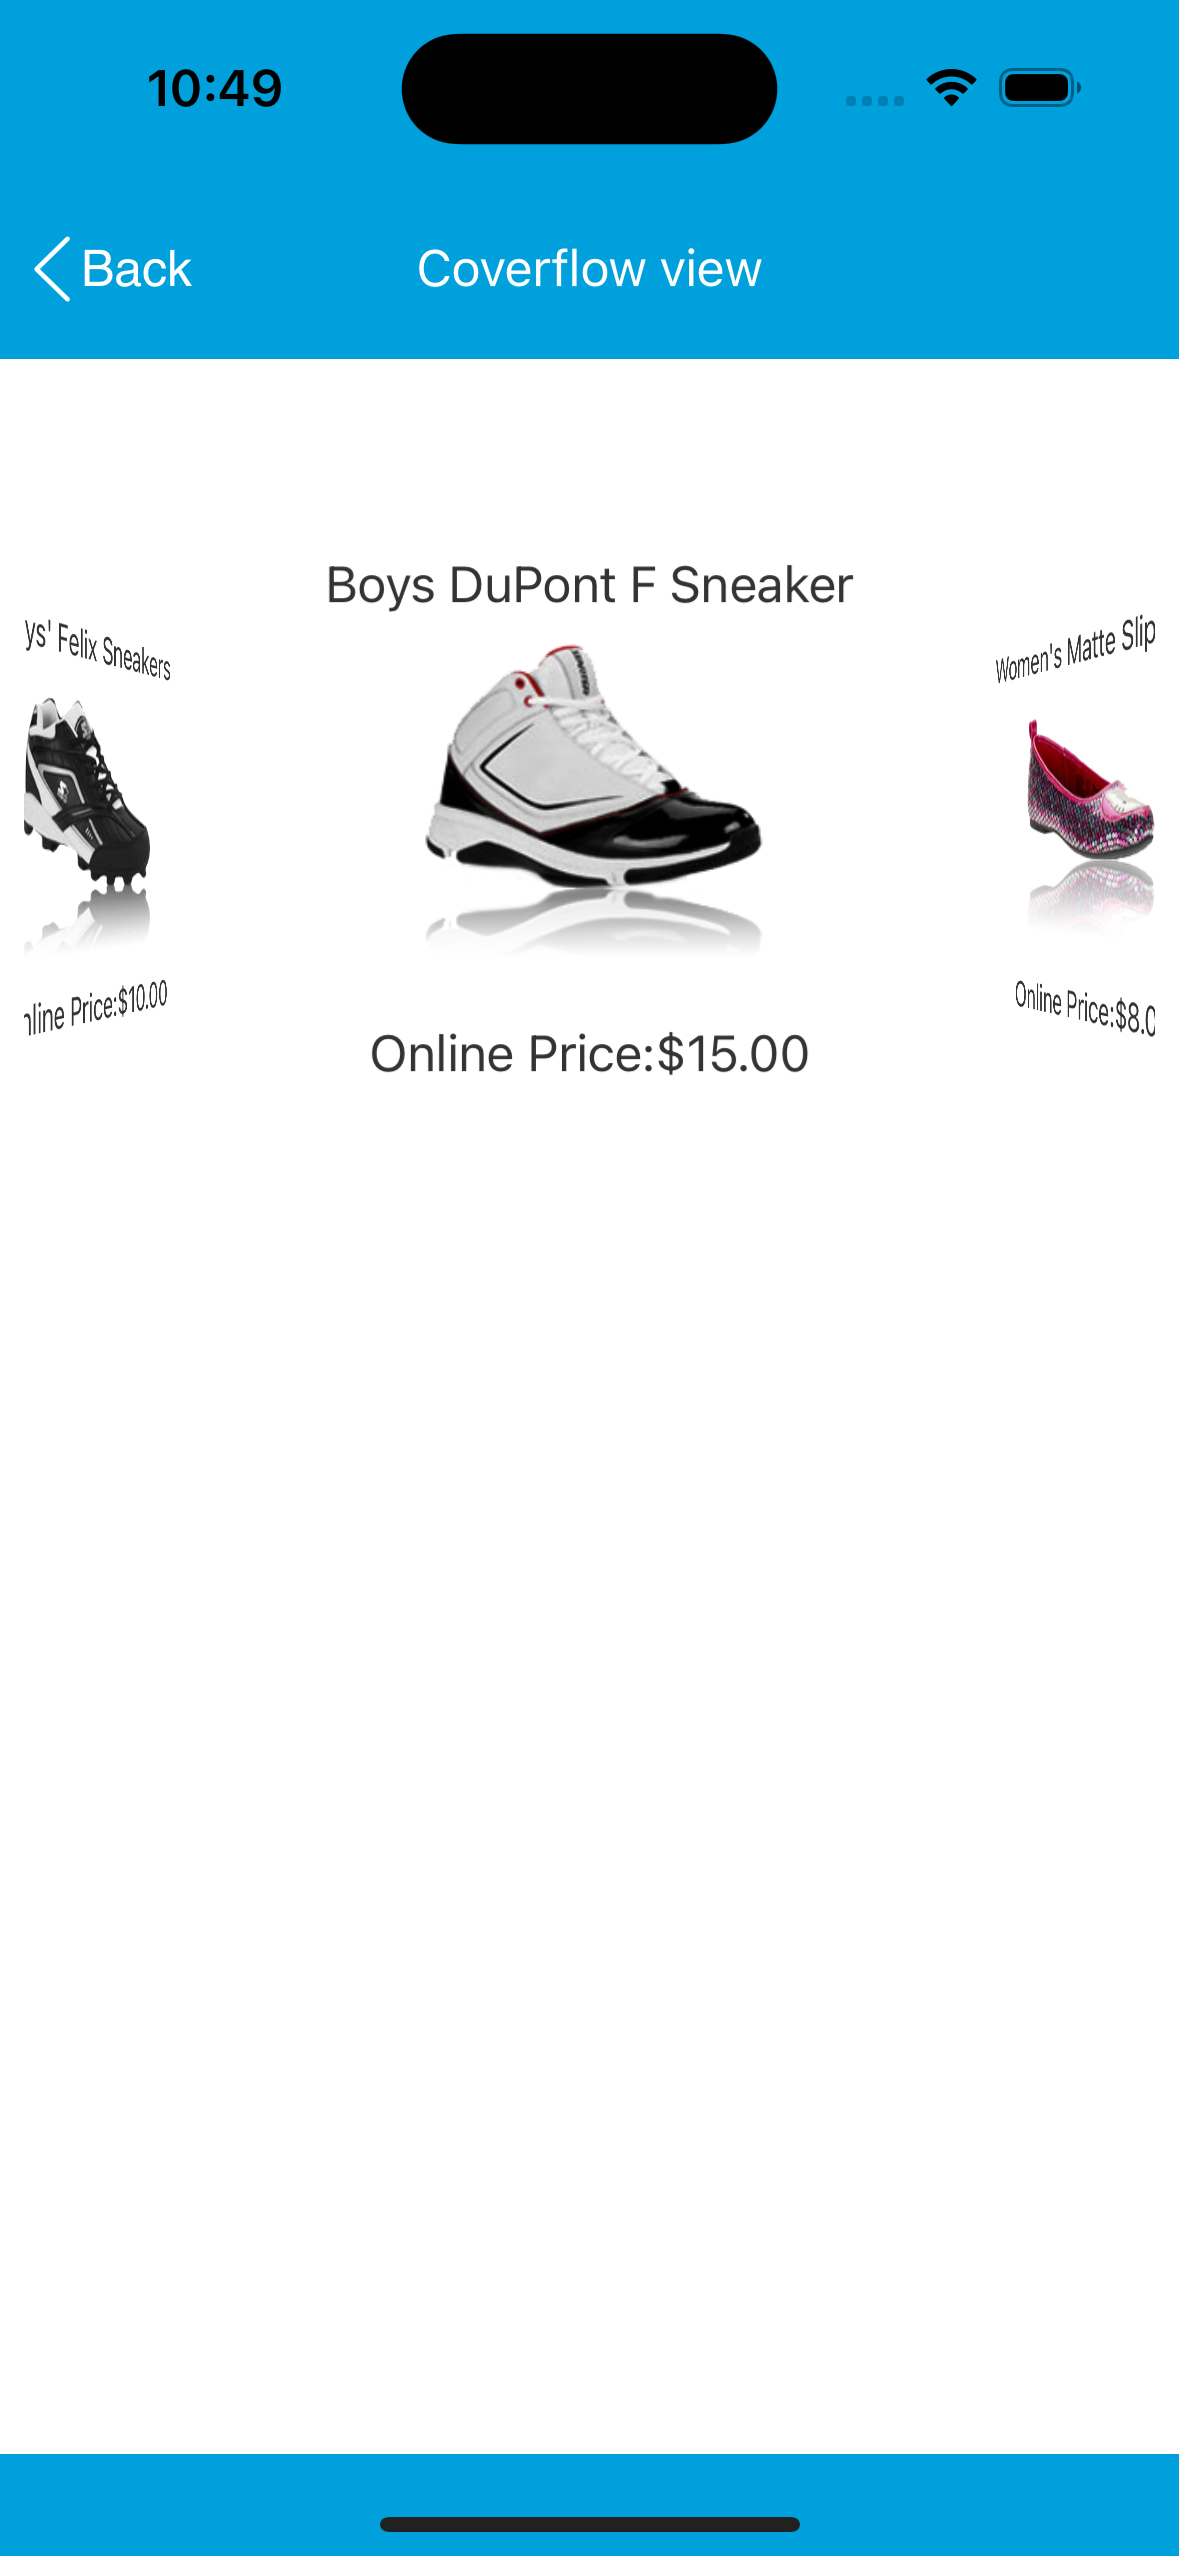 10:49
Back
Coverflow view
Boys DuPont F Sneaker
ys' Felix Sneakers
Women's Matte Slip
Price:$10.00
Online Price:$8.0
Online Price:$15.00